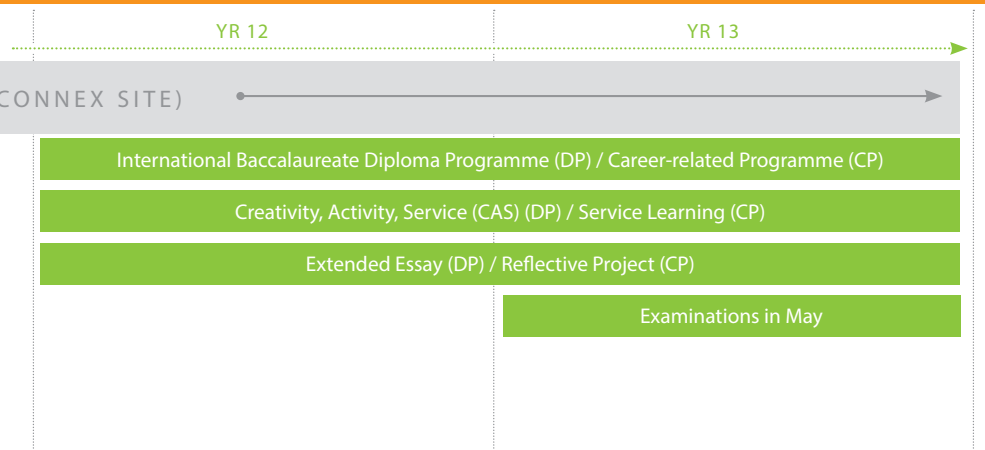 YR 12
YR 13
CONNEX SITE)
International Baccalaureate Diploma Programme (DP) / Career-related Programme (CP)
Creativity, Activity, Service (CAS) (DP) / Service Learning (CP)
Extended Essay (DP) / Reflective Project (CP)
Examinations in May